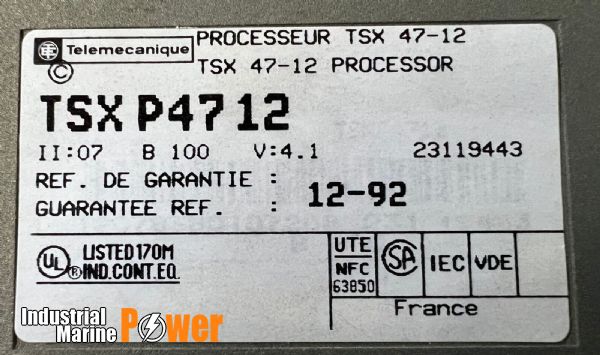 Telemecanique
PROCESSEUR TSX 47-12
TSX 47-12 PROCESSOR
TSX P47 12
II:07 B 100 V:4.1 23119443
REF. DE GARANTIE :
GUARANTEE REF. : 12-92
UL ® LISTED 170M
IND.CONT.EQ.
UTE
NFC
63850
SA
IEC
VDE
France
Industrial
Marine
Power